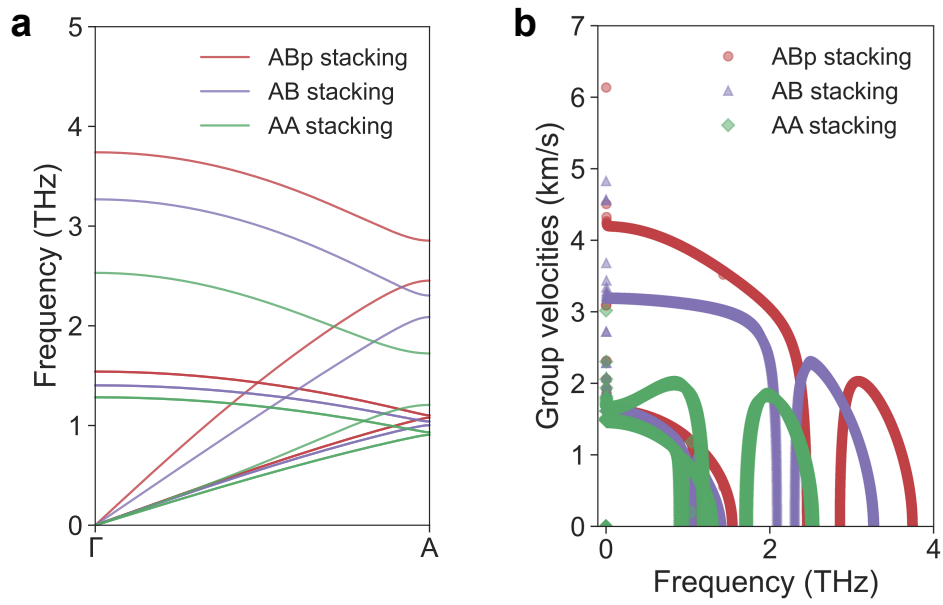 a
5
4
3
2
1
0
Frequency (THz)
ABp stacking
AB stacking
AA stacking
Γ
A
b
7
6
5
4
3
2
1
0
Group velocities (km/s)
ABp stacking
AB stacking
AA stacking
0
2
4
Frequency (THz)